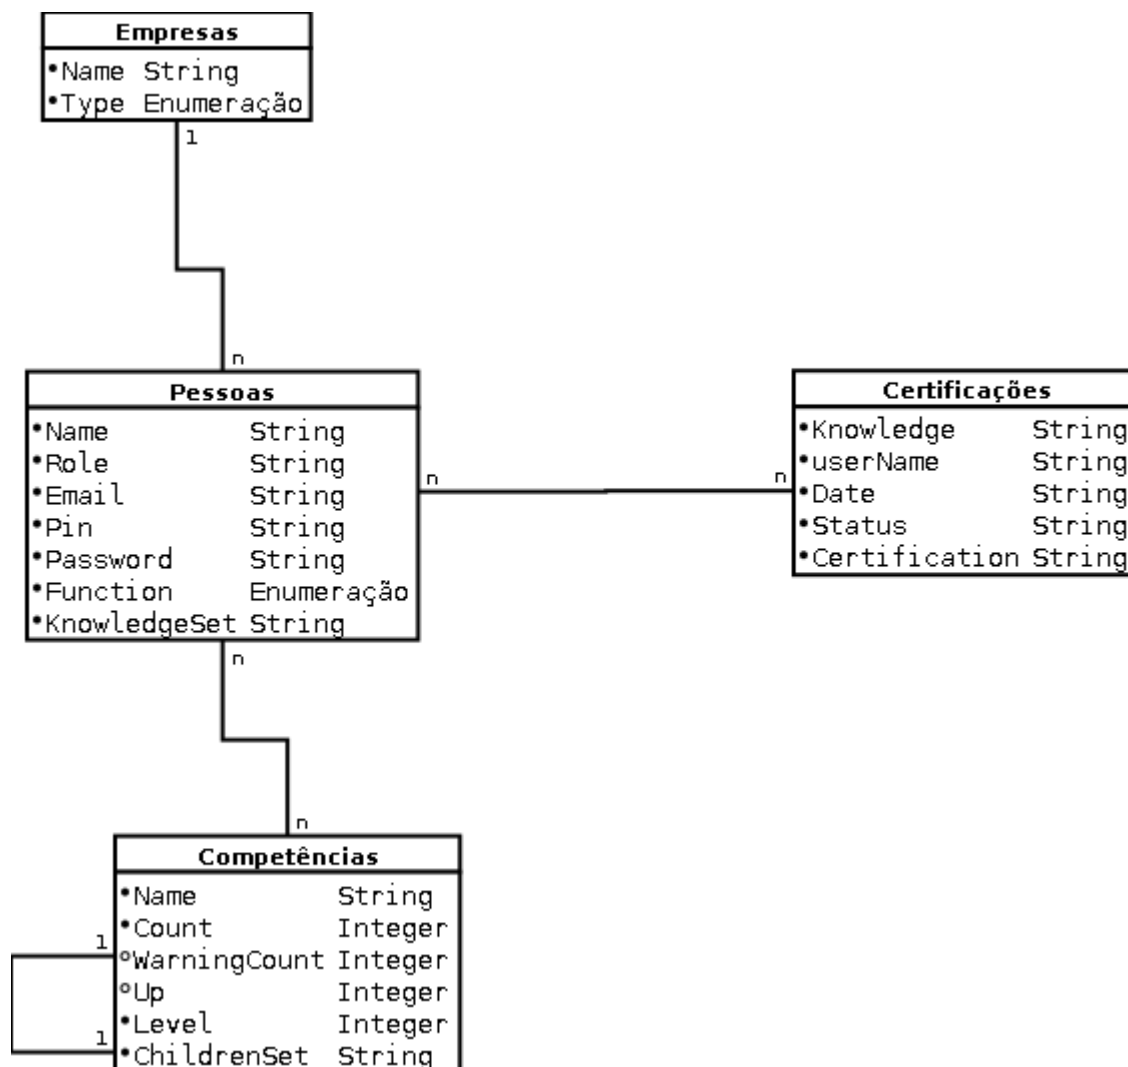 Empresas
•Name String
•Type Enumeração
1
n
Pessoas
•Name String
•Role String
•Email String
•Pin String
•Password String
•Function Enumeração
•KnowledgeSet String
n
n
Certificações
•Knowledge String
•userName String
•Date String
•Status String
•Certification String
n
n
Competências
•Name String
•Count Integer
1
°WarningCount Integer
°Up Integer
•Level Integer
1
•ChildrenSet String